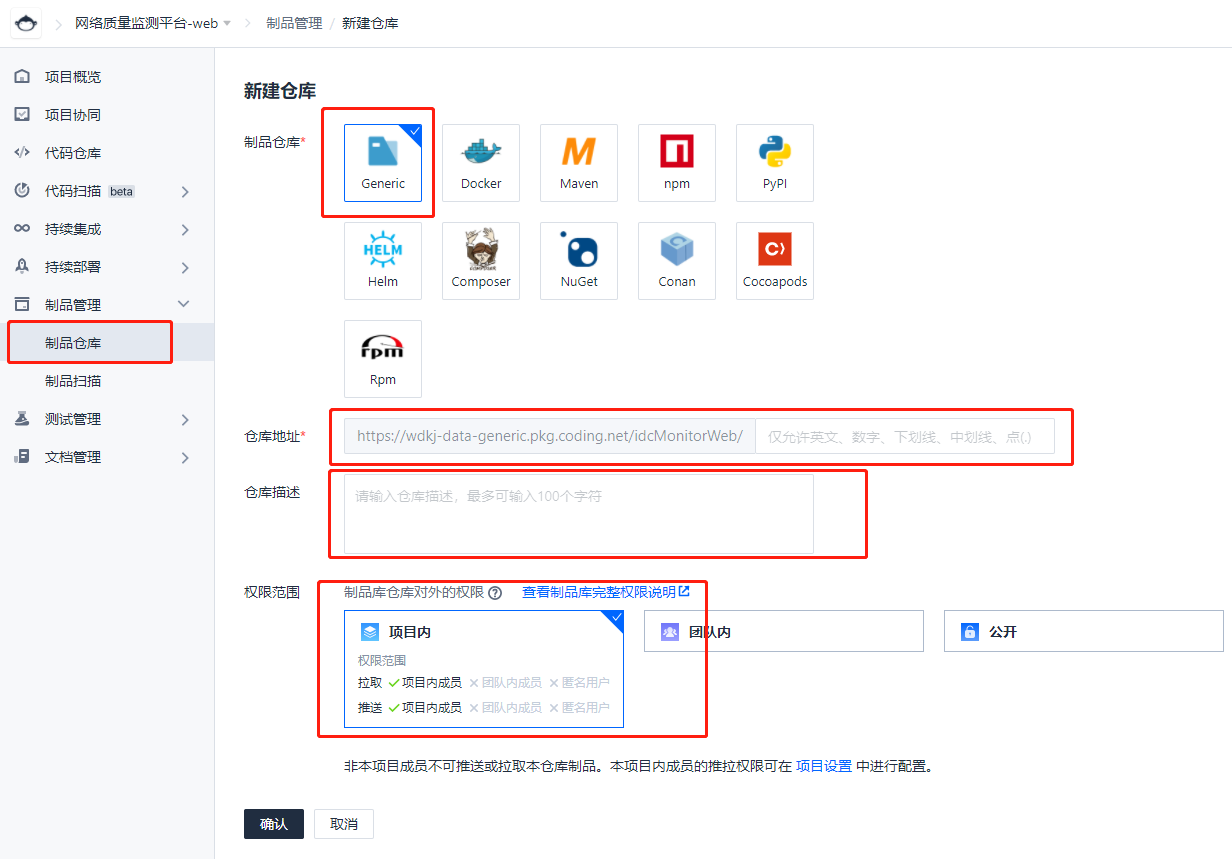 网络质量监测平台-web
制品管理 / 新建仓库
项目概览
项目协同
代码仓库
代码扫描 beta
持续集成
持续部署
制品管理
制品仓库
制品扫描
测试管理
文档管理
新建仓库
制品仓库*
Generic
Docker
Maven
npm
PyPI
HELM
Helm
Composer
NuGet
Conan
Cocoapods
rpm
Rpm
仓库地址*
https://wdkj-data-generic.pkg.coding.net/idcMonitorWeb/
仅允许英文、数字、下划线、中划线、点(.)
仓库描述
请输入仓库描述，最多可输入100个字符
权限范围
制品库仓库对外的权限 ? 查看制品库完整权限说明
项目内
权限范围
拉取 项目内成员 团队内成员 匿名用户
推送 项目内成员 团队内成员 匿名用户
团队内
公开
非本项目成员不可推送或拉取本仓库制品。本项目内成员的推拉权限可在 项目设置 中进行配置。
确认
取消